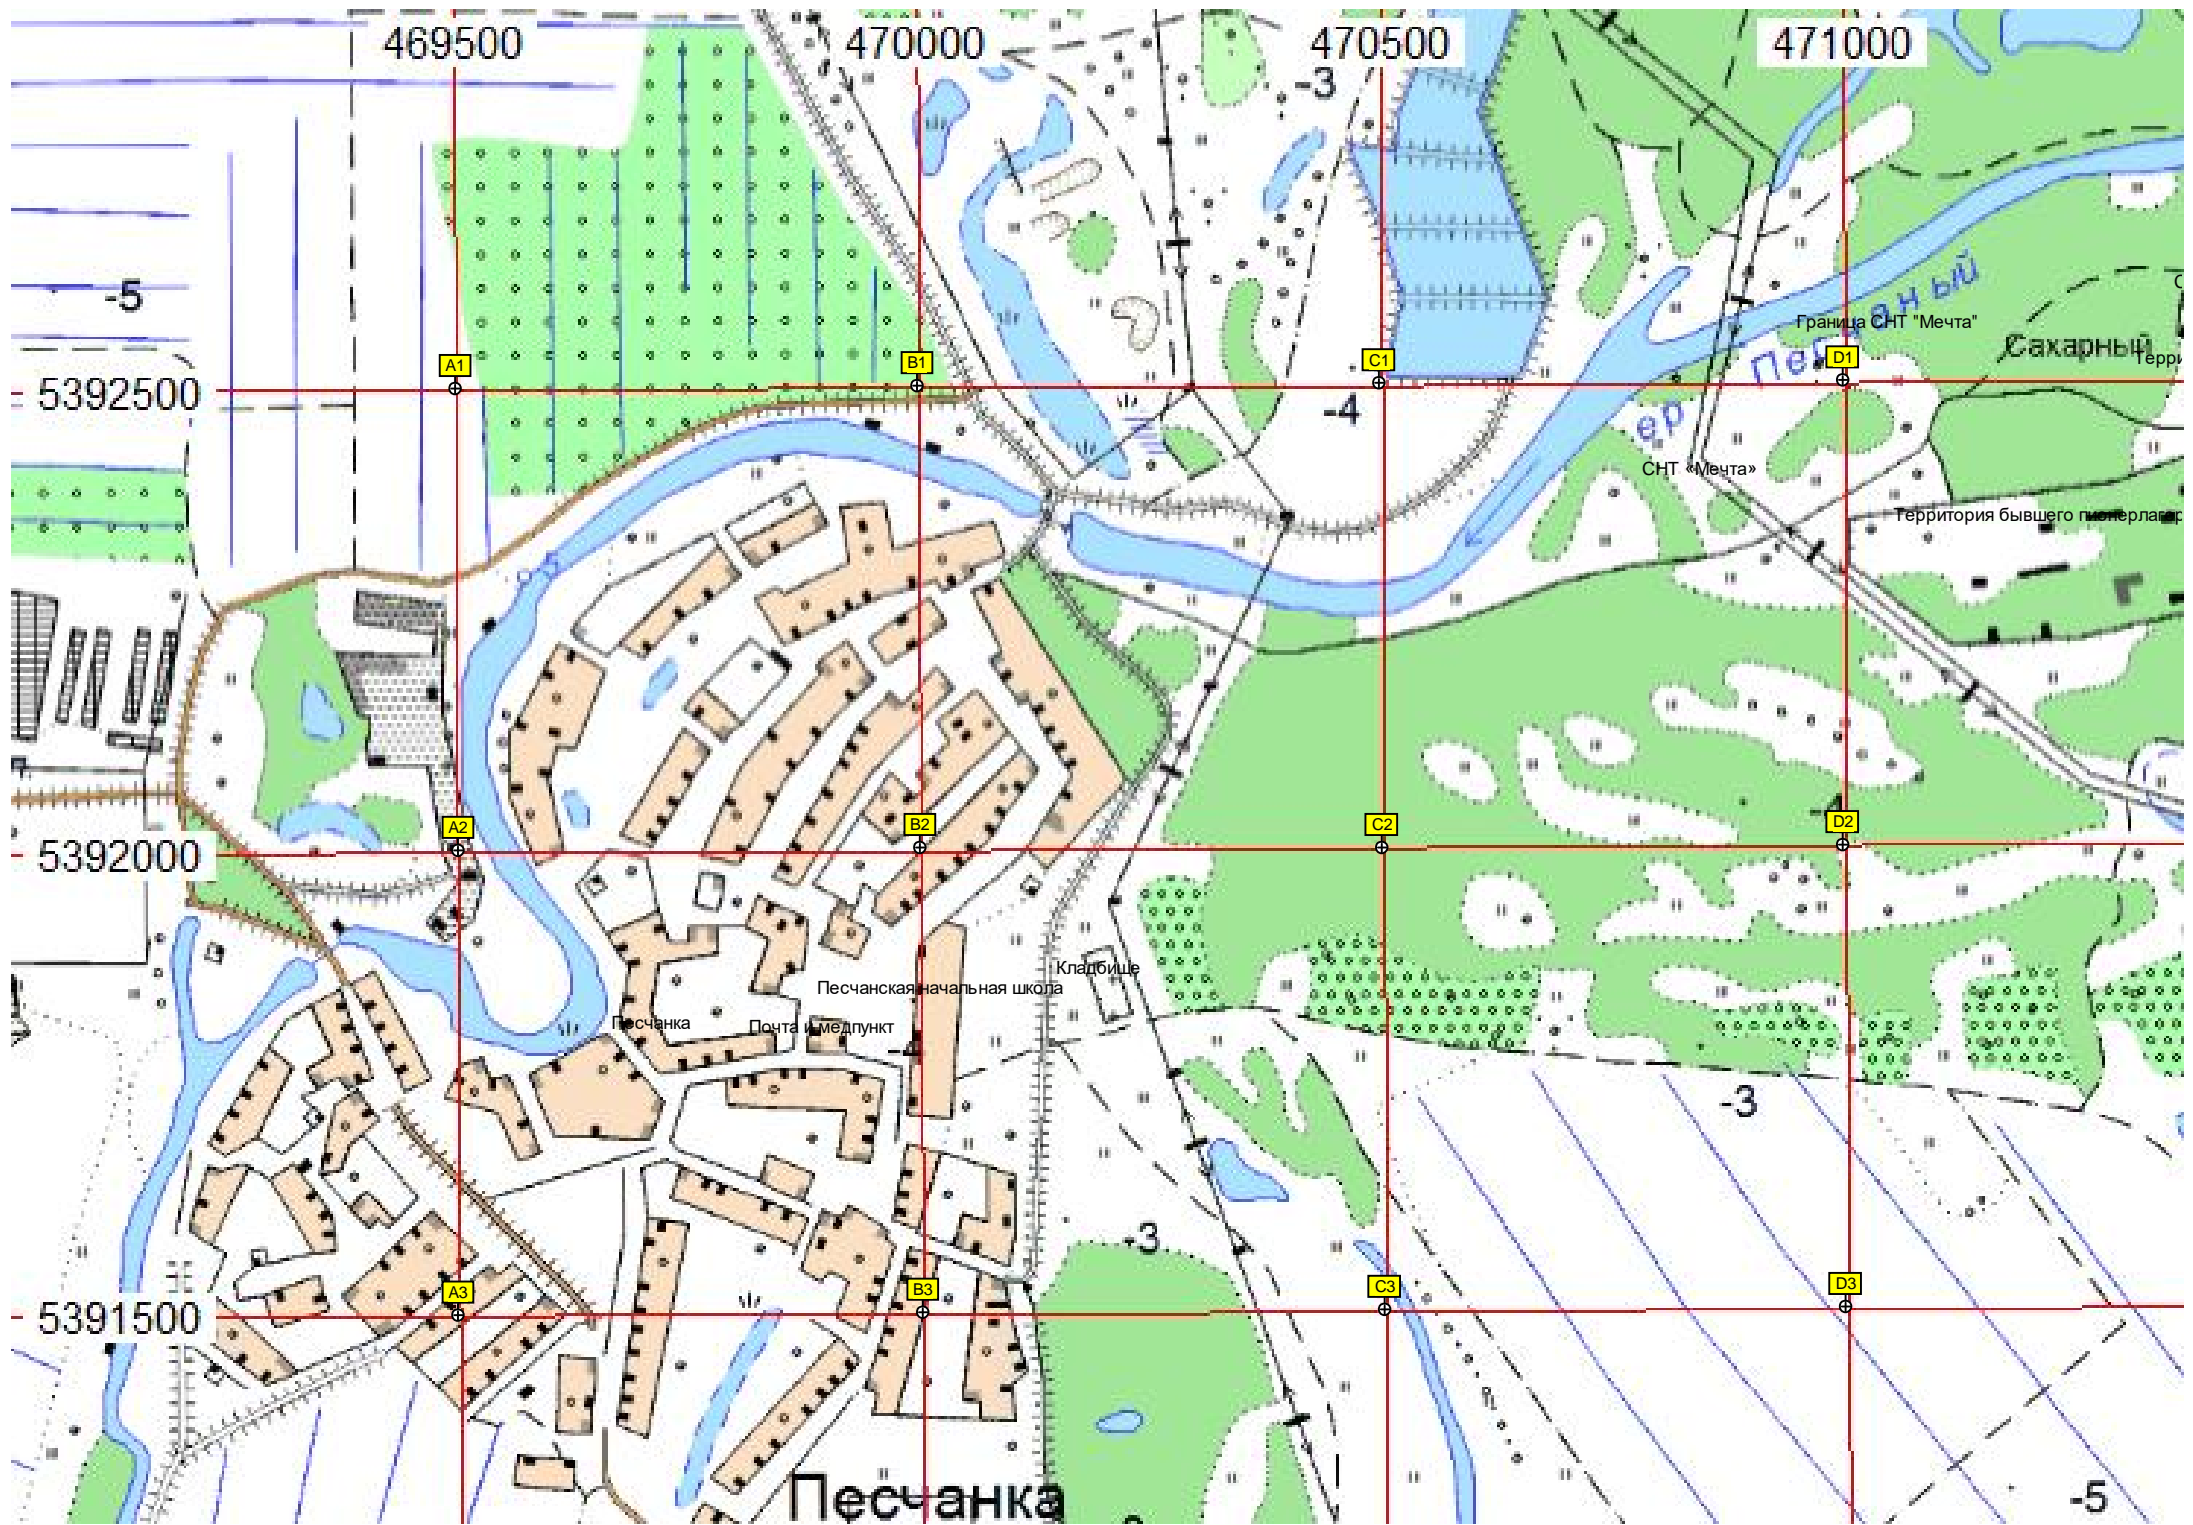 469500
470000
470500
471000
-3
-5
Граница СНТ "Мечта"
Сахарный
A1
B1
C1
D1
5392500
-4
ер
СНТ «Мечта»
A2
B2
C2
D2
5392000
Кладбище
Песчанская начальная школа
Песчанка
Почта и медпункт
-3
-3
A3
B3
C3
D3
5391500
Песчанка
-5